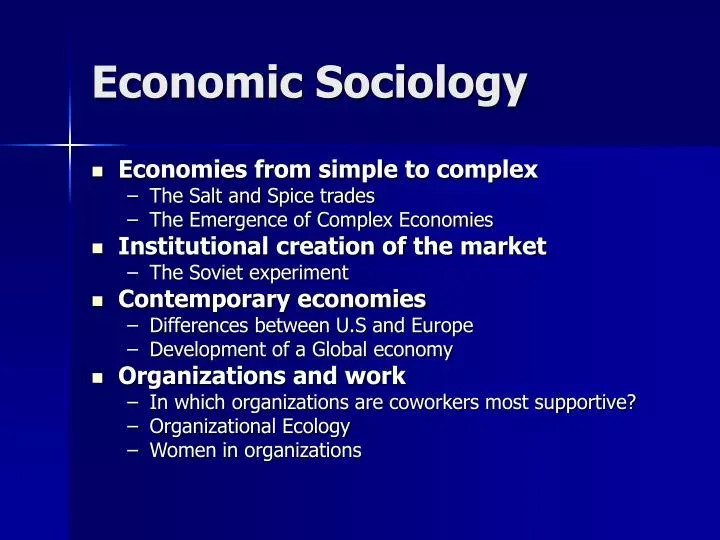 Economic Sociology
■ Economies from simple to complex
– The Salt and Spice trades
– The Emergence of Complex Economies
■ Institutional creation of the market
– The Soviet experiment
■ Contemporary economies
– Differences between U.S and Europe
– Development of a Global economy
■ Organizations and work
– In which organizations are coworkers most supportive?
– Organizational Ecology
– Women in organizations